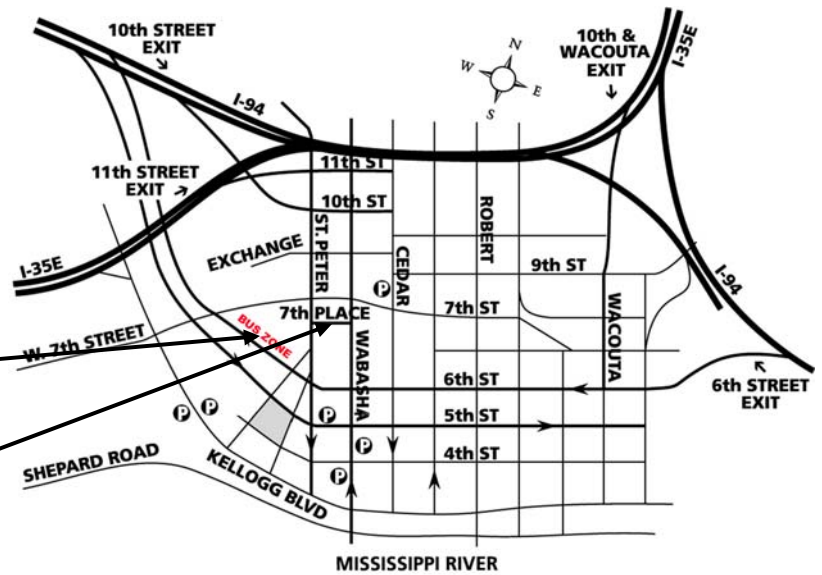 10th STREET
EXIT
N
W
E
S
10th &
WACOUTA
EXIT
I-35E
I-94
11th STREET
EXIT
11th ST
10th ST
ST. PETER
ROBERT
EXCHANGE
CEDAR
9th ST
I-35E
P
I-94
7th PLACE
7th ST
WACOUTA
BUS ZONE
W. 7th STREET
WABASHA
6th ST
6th STREET
EXIT
P
P
P
5th ST
P
4th ST
SHEPARD ROAD
KELLOGG BLVD
P
MISSISSIPPI RIVER